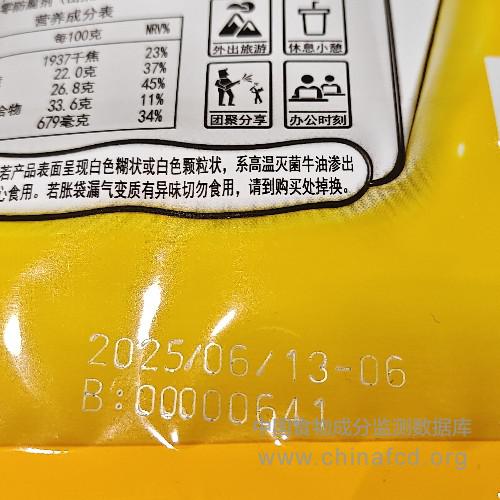 营养成分表
每100克 NRV%
1937千焦 23%
22.0克 37%
26.8克 45%
合物 33.6克 11%
679毫克 34%
外出旅游 休息小憩
团聚分享 办公时刻
若产品表面呈现白色糊状或白色颗粒状，系高温灭菌牛油渗出
心食用。若胀袋漏气变质有异味切勿食用，请到购买处掉换。
2025/06/13-06
B:00000641
中国食物成分监测数据库
www.chinafcd.org